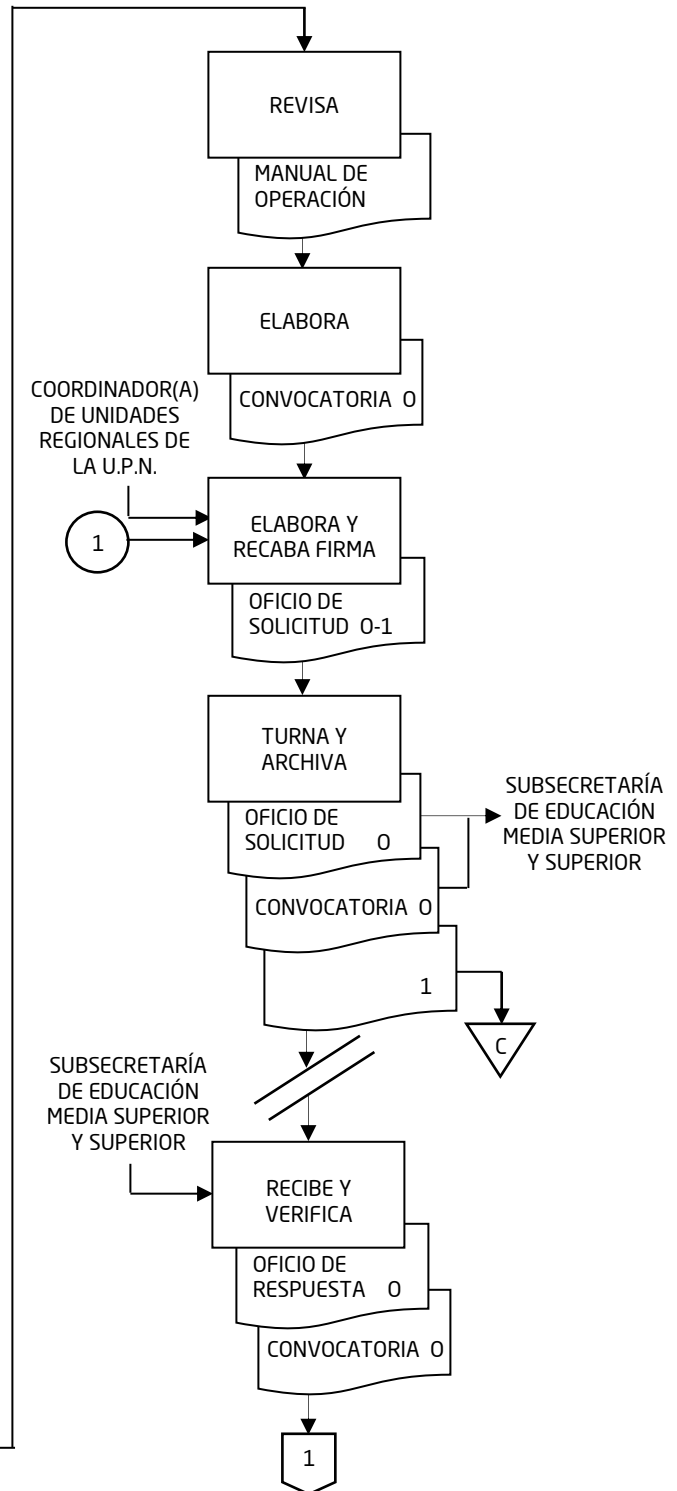 REVISA
MANUAL DE
OPERACIÓN
ELABORA
CONVOCATORIA O
COORDINADOR(A)
DE UNIDADES
REGIONALES DE
LA U.P.N.
1
ELABORA Y
RECABA FIRMA
OFICIO DE
SOLICITUD O-1
TURNA Y
ARCHIVA
OFICIO DE
SOLICITUD O
SUBSECRETARÍA
DE EDUCACIÓN
MEDIA SUPERIOR
Y SUPERIOR
CONVOCATORIA O
1
C
SUBSECRETARÍA
DE EDUCACIÓN
MEDIA SUPERIOR
Y SUPERIOR
RECIBE Y
VERIFICA
OFICIO DE
RESPUESTA O
CONVOCATORIA O
1